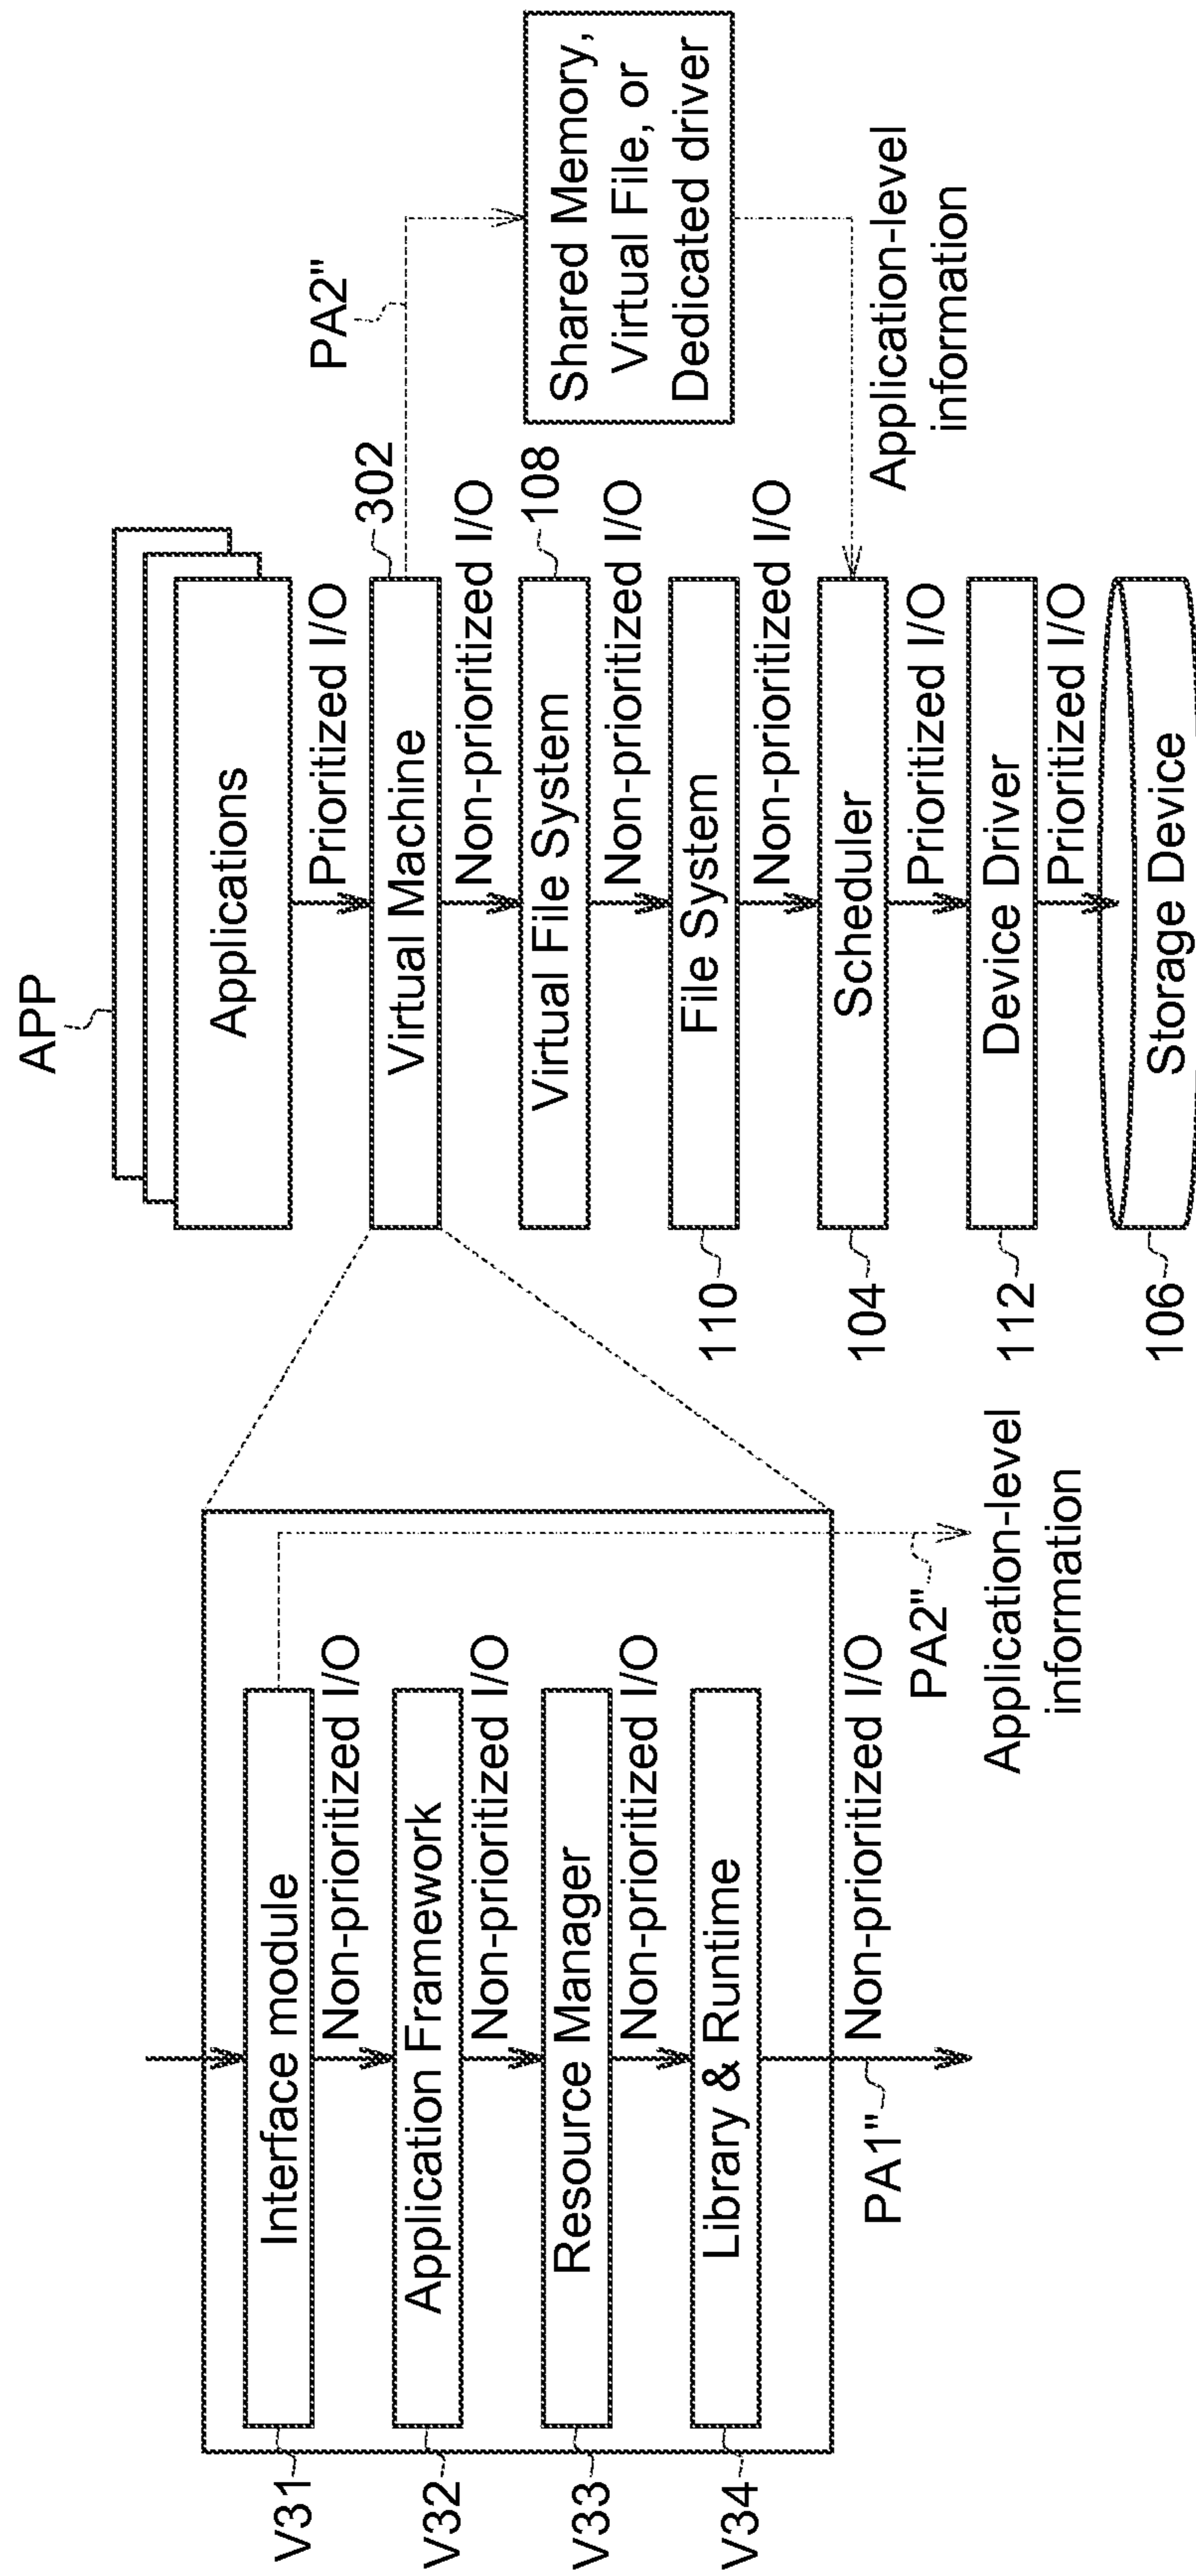 APP
Applications
Prioritized I/O
302
Virtual Machine
PA2"
Non-prioritized I/O
108
Virtual File System
Shared Memory,
Virtual File, or
Dedicated driver
Non-prioritized I/O
File System
110
Non-prioritized I/O
Scheduler
104
Application-level
information
Prioritized I/O
Device Driver
112
Prioritized I/O
Storage Device
106
Interface module
V31
Non-prioritized I/O
Application Framework
V32
Non-prioritized I/O
Resource Manager
V33
Non-prioritized I/O
Library & Runtime
V34
Non-prioritized I/O
PA1"
PA2"
Application-level
information